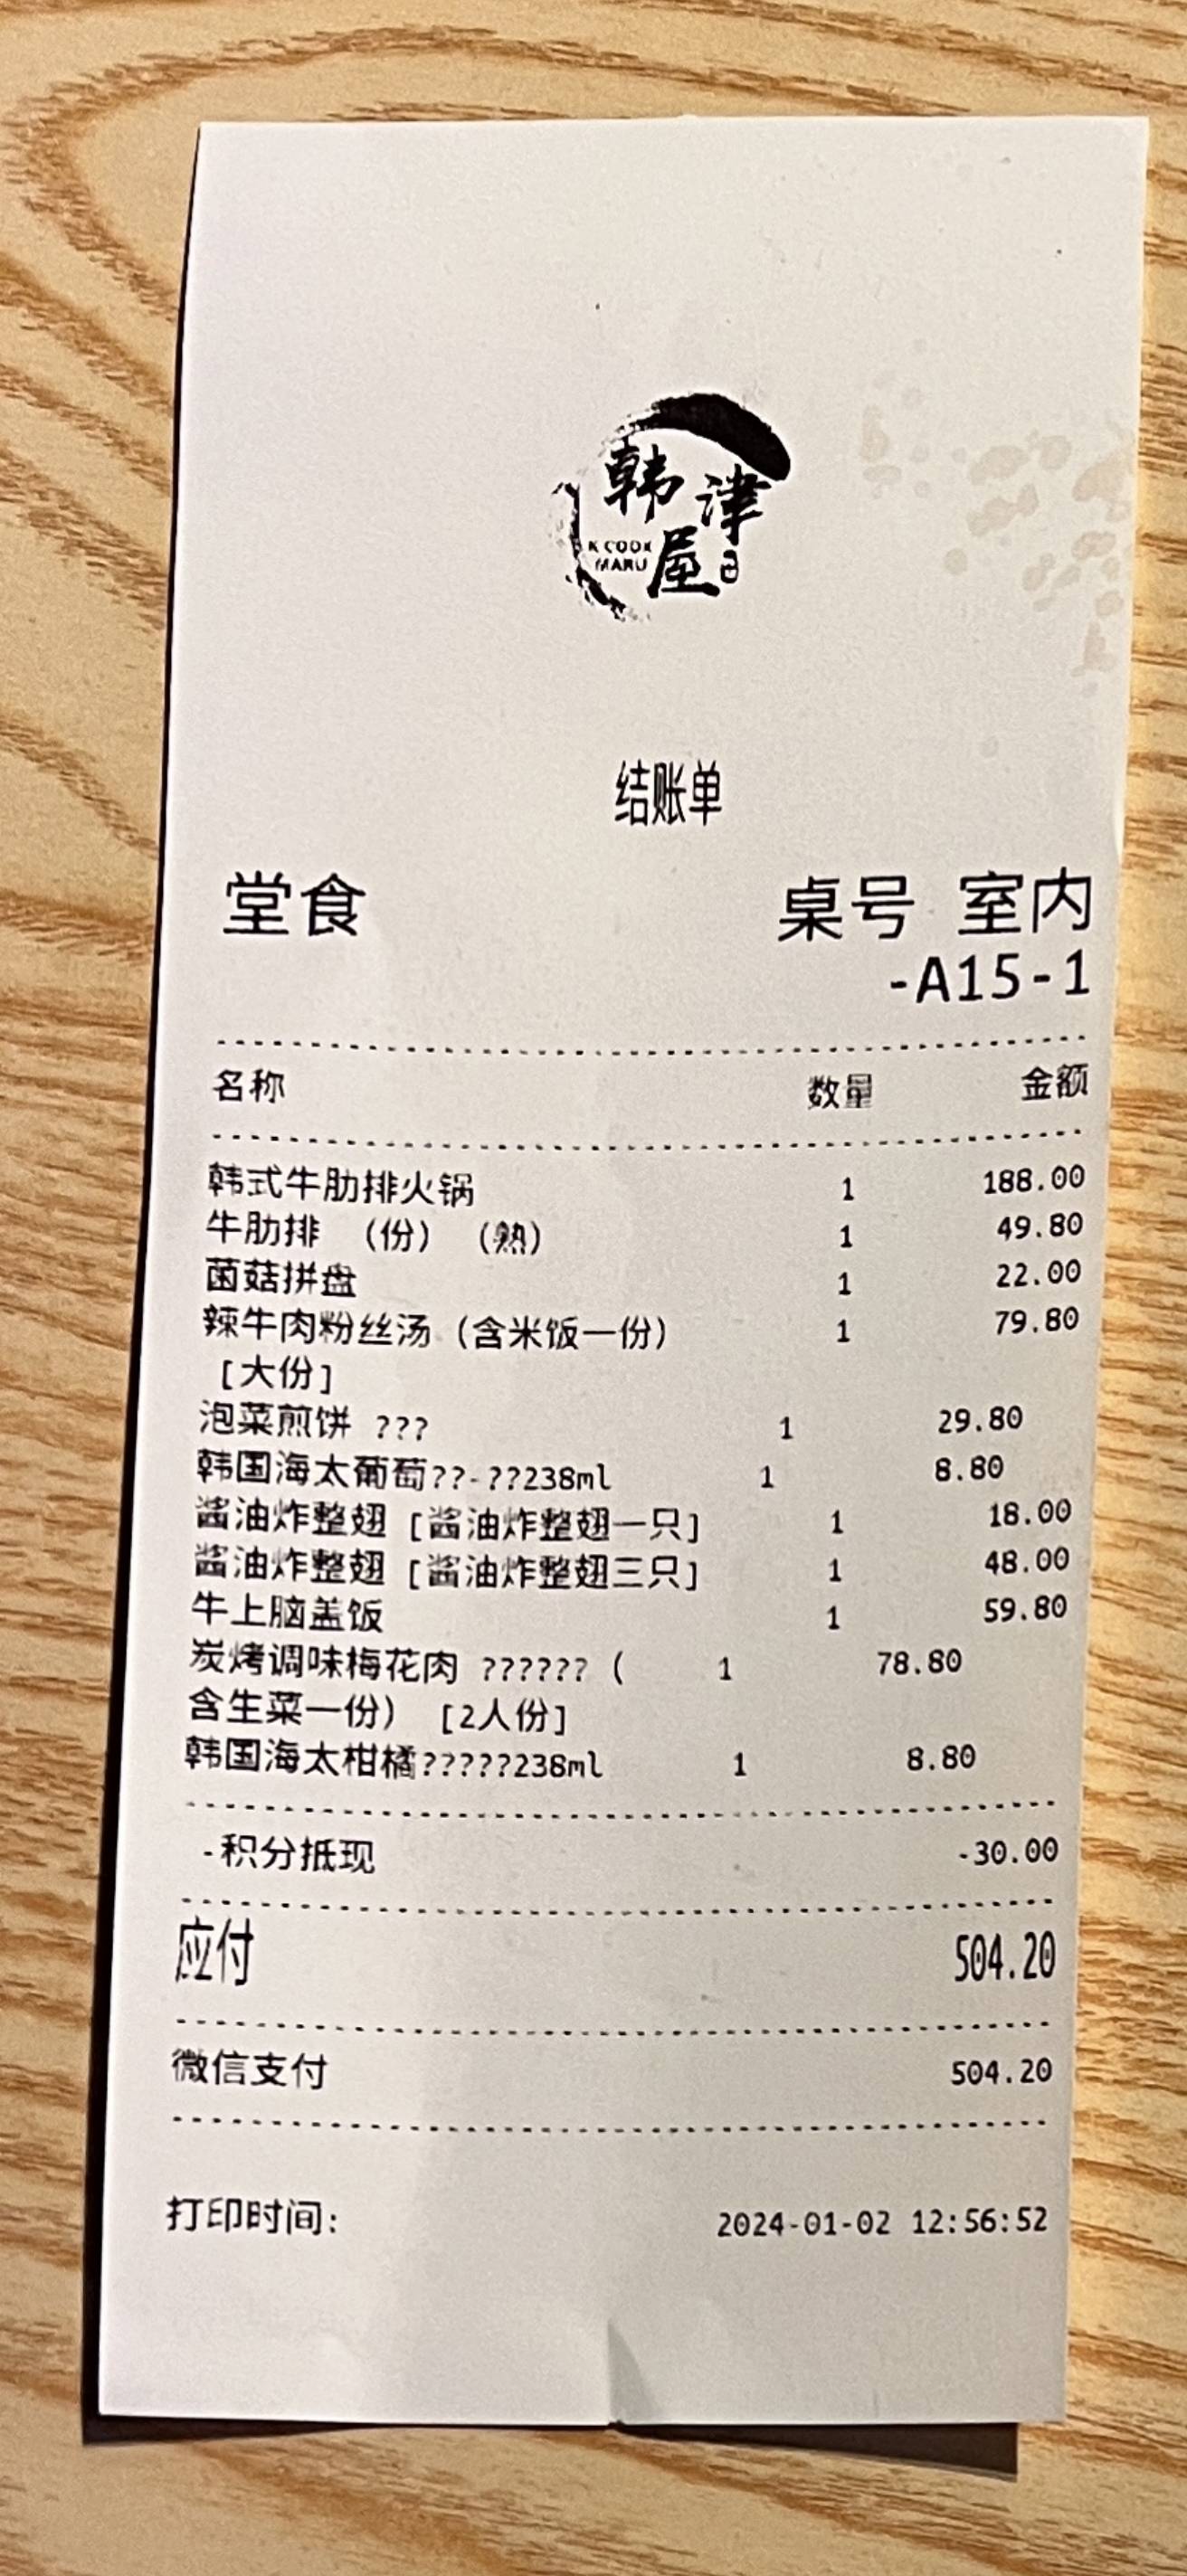 韩津屋
K COOK
MARU
结账单
堂食 桌号 室内
-A15-1
名称 数量 金额
韩式牛肋排火锅 1 188.00
牛肋排 （份）（熟） 1 49.80
菌菇拼盘 1 22.00
辣牛肉粉丝汤（含米饭一份） 1 79.80
[大份]
泡菜煎饼 ??? 1 29.80
韩国海太葡萄??-??238ml 1 8.80
酱油炸整翅 [酱油炸整翅一只] 1 18.00
酱油炸整翅 [酱油炸整翅三只] 1 48.00
牛上脑盖饭 1 59.80
炭烤调味梅花肉 ??????（ 1 78.80
含生菜一份） [2人份]
韩国海太柑橘?????238ml 1 8.80
-积分抵现 -30.00
应付 504.20
微信支付 504.20
打印时间: 2024-01-02 12:56:52